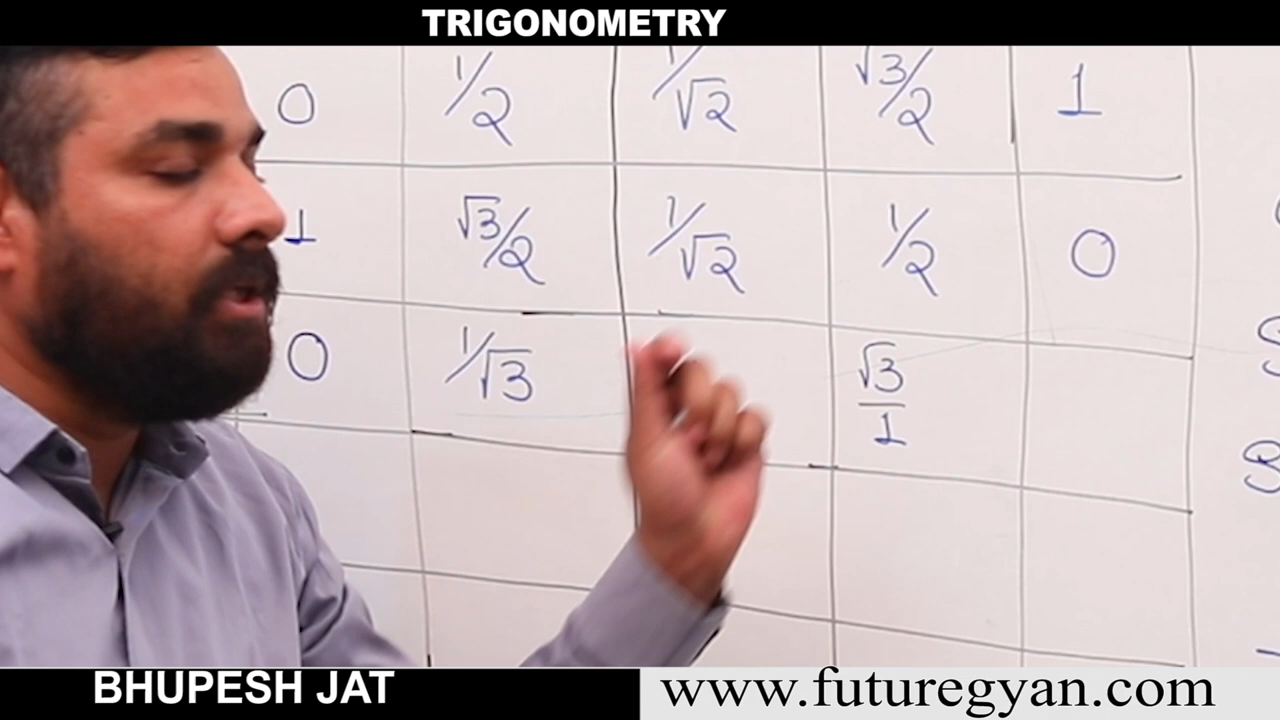 TRIGONOMETRY
0 1/2 1/√2 √3/2 1
1 √3/2 1/√2 1/2 0
0 1/√3 √3/1
BHUPESH JAT
www.futuregyan.com